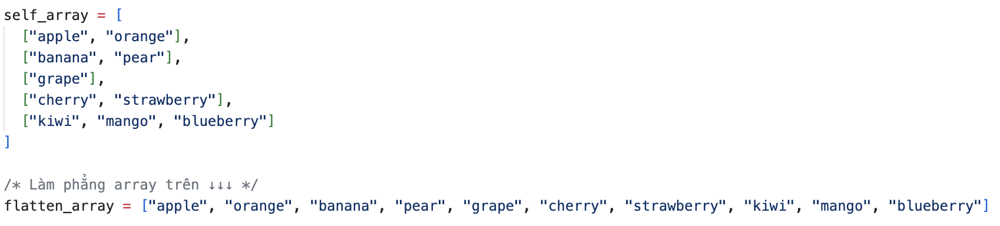 self_array = [
["apple", "orange"],
["banana", "pear"],
["grape"],
["cherry", "strawberry"],
["kiwi", "mango", "blueberry"]
]
/* Làm phẳng array trên ↓↓↓ */
flatten_array = ["apple", "orange", "banana", "pear", "grape", "cherry", "strawberry", "kiwi", "mango", "blueberry"]